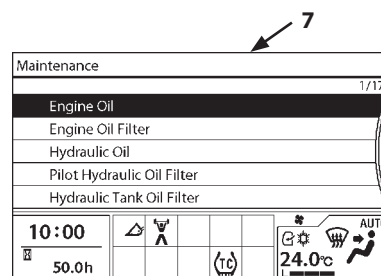 7
Maintenance
1/17
Engine Oil
Engine Oil Filter
Hydraulic Oil
Pilot Hydraulic Oil Filter
Hydraulic Tank Oil Filter
10:00
AUT
50.0h
(TC)
24.0℃